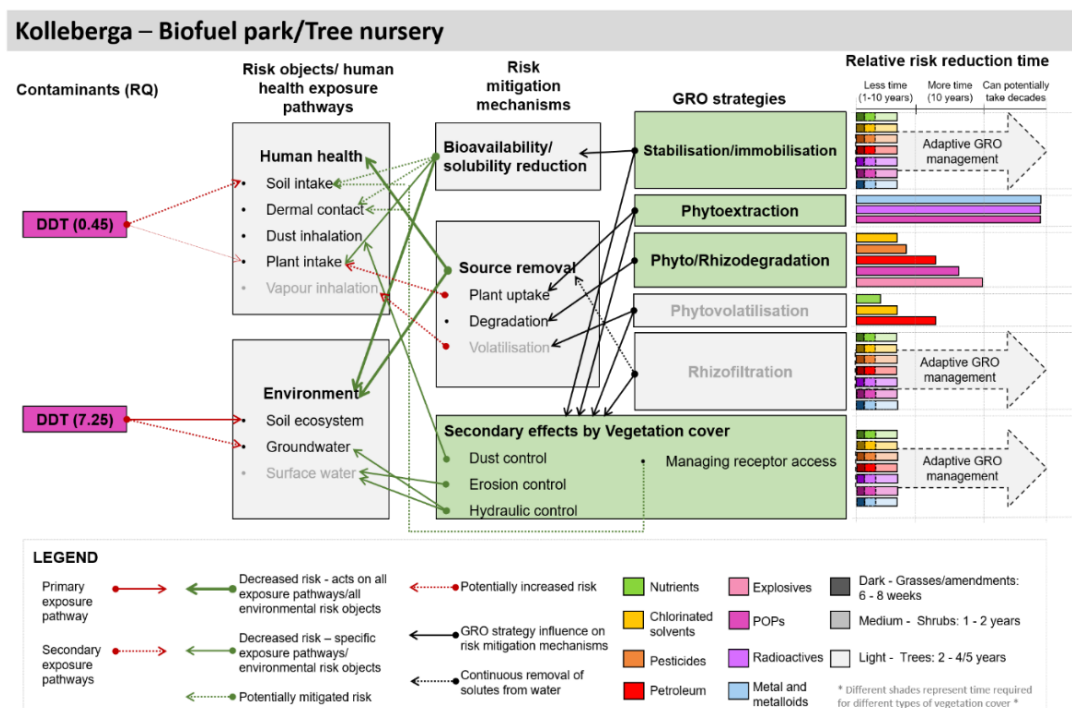 Kolleberga – Biofuel park/Tree nursery
Contaminants (RQ)
Risk objects/ human
health exposure
pathways
Risk
mitigation
mechanisms
GRO strategies
Relative risk reduction time
Less time
(1-10 years)
More time
(10 years)
Can potentially
take decades
DDT (0.45)
DDT (7.25)
Human health
• Soil intake
• Dermal contact
• Dust inhalation
• Plant intake
• Vapour inhalation
Environment
• Soil ecosystem
• Groundwater
• Surface water
Bioavailability/
solubility reduction
Source removal
• Plant uptake
• Degradation
• Volatilisation
Stabilisation/immobilisation
Phytoextraction
Phyto/Rhizodegradation
Phytovolatilisation
Rhizofiltration
Secondary effects by Vegetation cover
• Dust control
• Erosion control
• Hydraulic control
• Managing receptor access
Adaptive GRO
management
Adaptive GRO
management
Adaptive GRO
management
LEGEND
Primary
exposure
pathway
Secondary
exposure
pathways
Decreased risk - acts on all
exposure pathways/all
environmental risk objects
Decreased risk – specific
exposure pathways/
environmental risk objects
Potentially mitigated risk
Potentially increased risk
GRO strategy influence on
risk mitigation mechanisms
Continuous removal of
solutes from water
Nutrients
Chlorinated
solvents
Pesticides
Petroleum
Explosives
POPs
Radioactives
Metal and
metalloids
Dark - Grasses/amendments:
6 - 8 weeks
Medium - Shrubs: 1 - 2 years
Light - Trees: 2 - 4/5 years
* Different shades represent time required
for different types of vegetation cover *